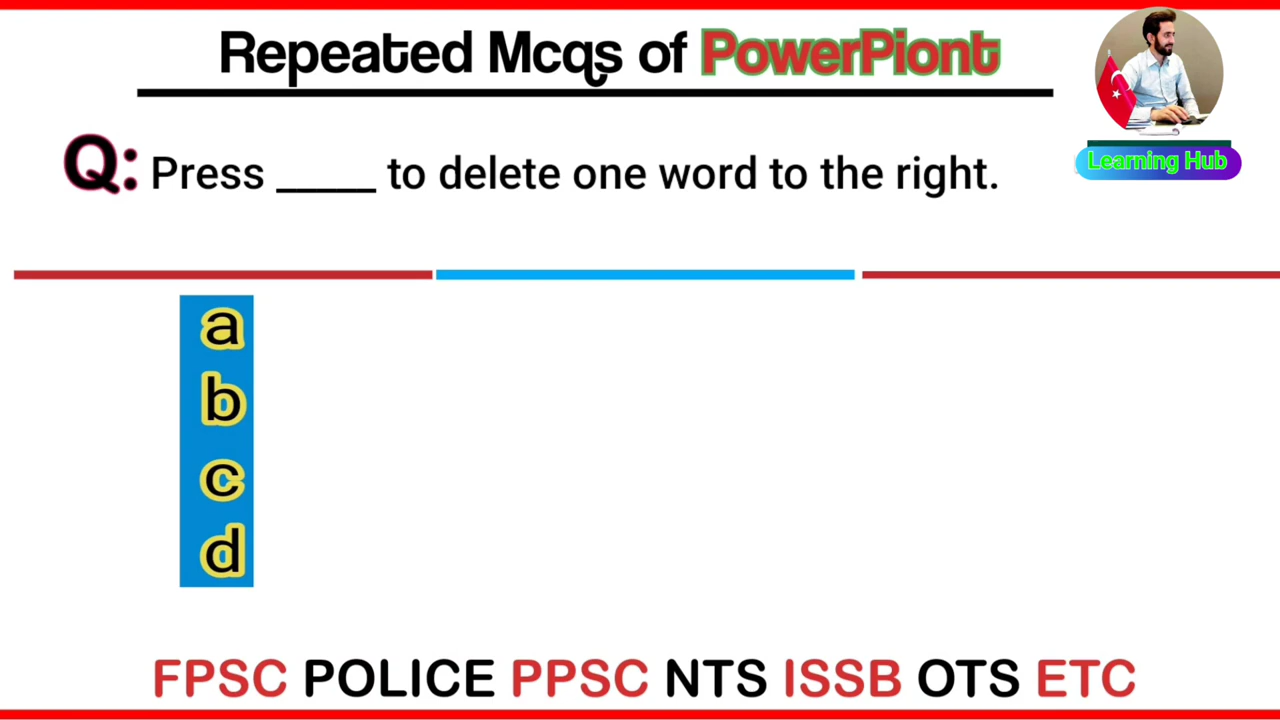 Repeated Mcqs of PowerPiont
Learning Hub
Q: Press _____ to delete one word to the right.
a
b
c
d
FPSC POLICE PPSC NTS ISSB OTS ETC